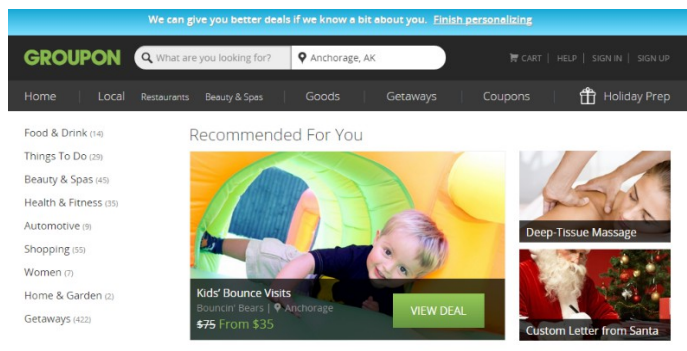 We can give you better deals if we know a bit about you. Finish personalizing
GROUPON
What are you looking for?
Anchorage, AK
CART | HELP | SIGN IN | SIGN UP
Home
Local
Restaurants
Beauty & Spas
Goods
Getaways
Coupons
Holiday Prep
Food & Drink (14)
Things To Do (29)
Beauty & Spas (45)
Health & Fitness (35)
Automotive (9)
Shopping (55)
Women (7)
Home & Garden (2)
Getaways (422)
Recommended For You
Kids' Bounce Visits
Bouncin' Bears | Anchorage
$75 From $35
VIEW DEAL
Deep-Tissue Massage
Custom Letter from Santa